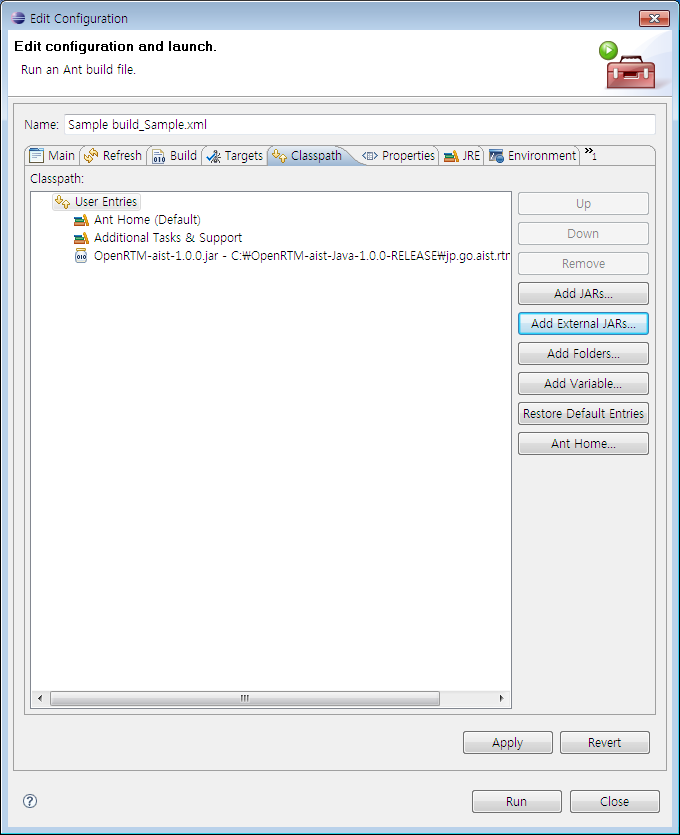 Edit Configuration
Edit configuration and launch.
Run an Ant build file.
Name: Sample build_Sample.xml
Main Refresh Build Targets Classpath Properties JRE Environment »1
Classpath:
User Entries
Ant Home (Default)
Additional Tasks & Support
OpenRTM-aist-1.0.0.jar - C:₩OpenRTM-aist-Java-1.0.0-RELEASE₩jp.go.aist.rtm
Up
Down
Remove
Add JARs...
Add External JARs...
Add Folders...
Add Variable...
Restore Default Entries
Ant Home...
Apply Revert
Run Close